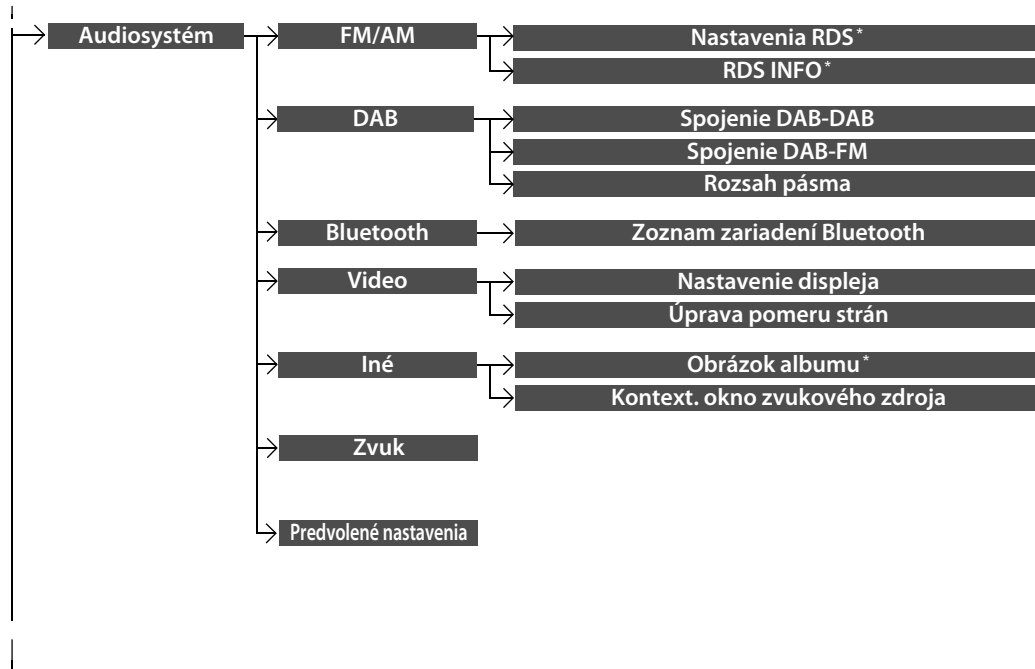 Audiosystém
FM/AM
Nastavenia RDS*
RDS INFO*
DAB
Spojenie DAB-DAB
Spojenie DAB-FM
Rozsah pásma
Bluetooth
Zoznam zariadení Bluetooth
Video
Nastavenie displeja
Úprava pomeru strán
Iné
Obrázok albumu*
Kontext. okno zvukového zdroja
Zvuk
Predvolené nastavenia